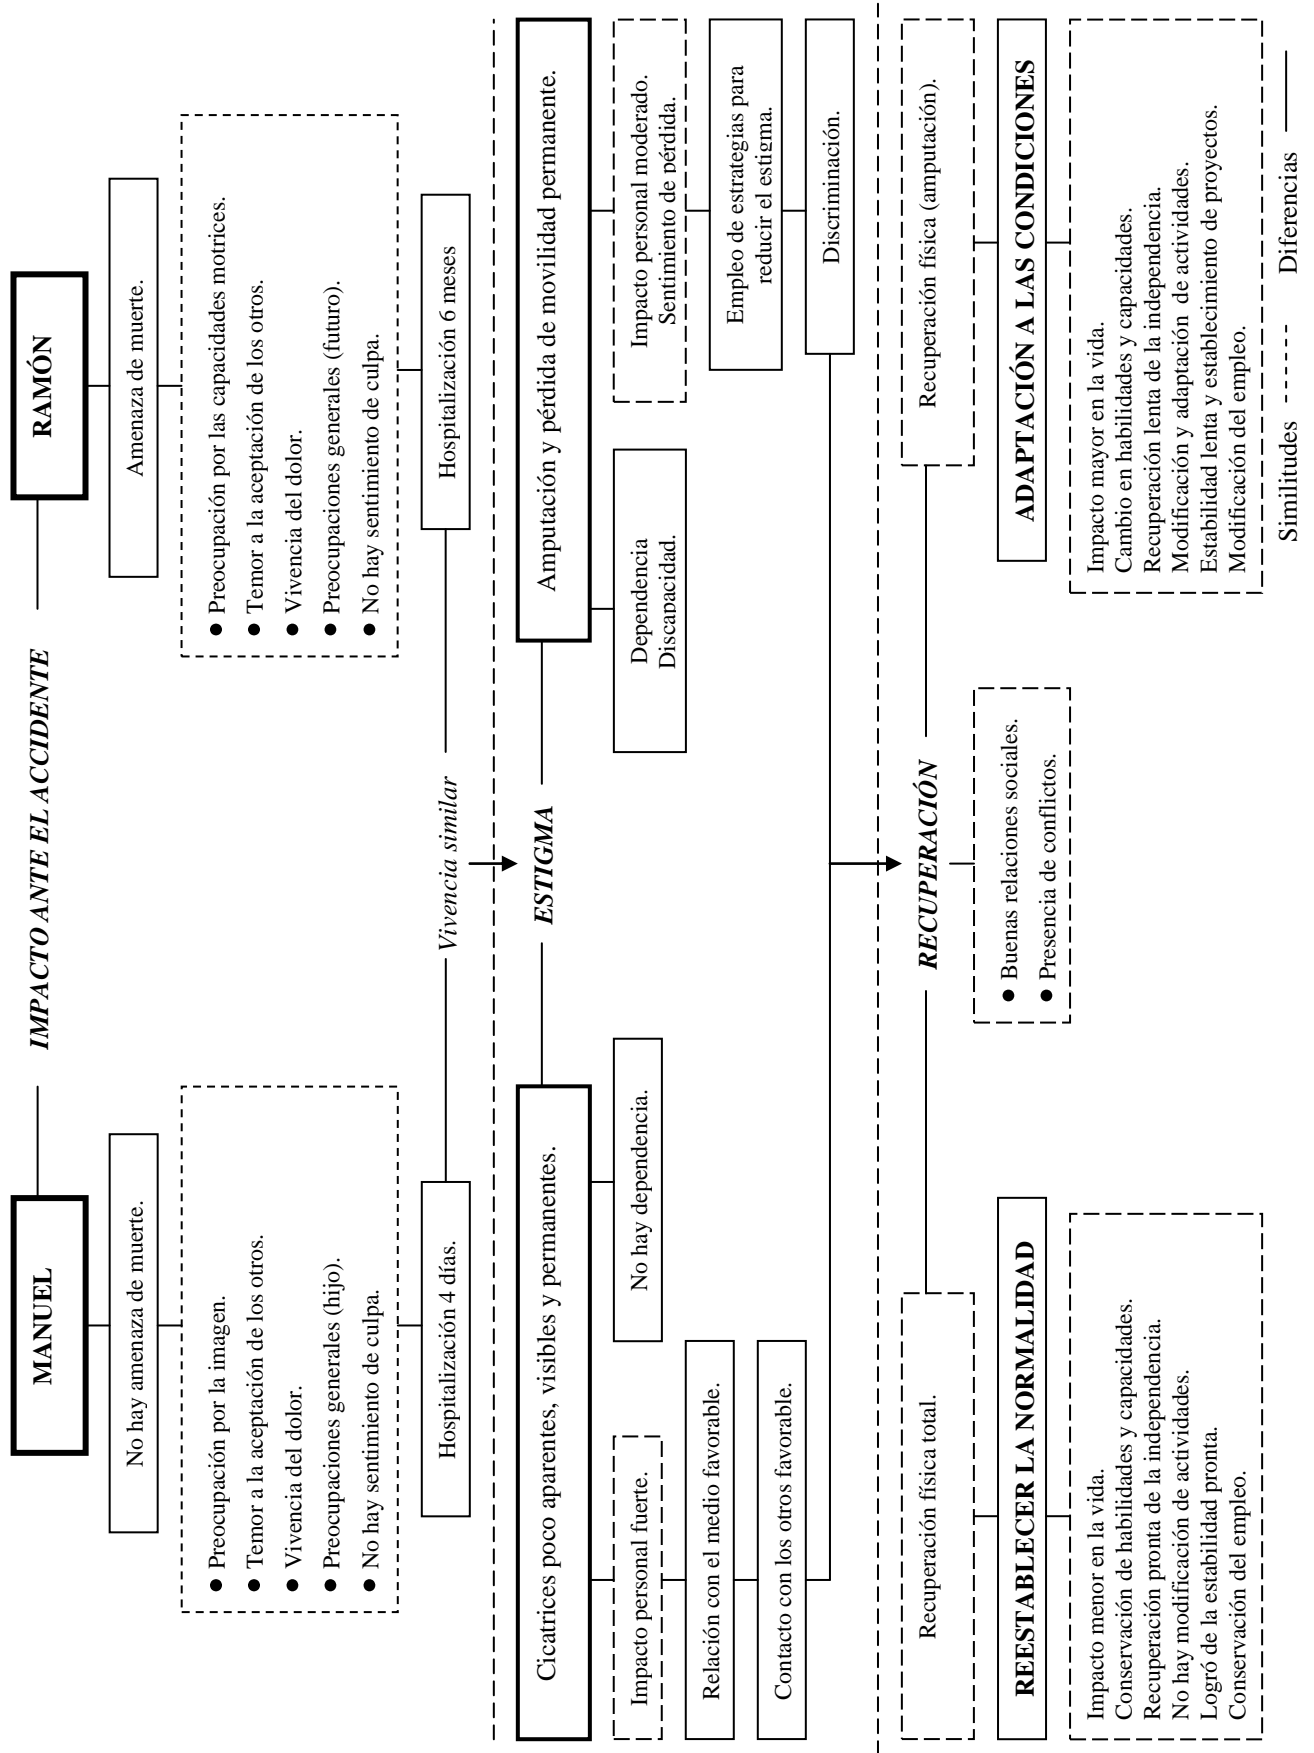 MANUEL
IMPACTO ANTE EL ACCIDENTE
RAMÓN
No hay amenaza de muerte.
Amenaza de muerte.
● Preocupación por la imagen.
● Temor a la aceptación de los otros.
● Vivencia del dolor.
● Preocupaciones generales (hijo).
● No hay sentimiento de culpa.
● Preocupación por las capacidades motrices.
● Temor a la aceptación de los otros.
● Vivencia del dolor.
● Preocupaciones generales (futuro).
● No hay sentimiento de culpa.
Hospitalización 4 días.
Vivencia similar
Hospitalización 6 meses
Cicatrices poco aparentes, visibles y permanentes.
ESTIGMA
Amputación y pérdida de movilidad permanente.
Impacto personal fuerte.
No hay dependencia.
Dependencia
Discapacidad.
Impacto personal moderado.
Sentimiento de pérdida.
Relación con el medio favorable.
Empleo de estrategias para
reducir el estigma.
Contacto con los otros favorable.
Discriminación.
Recuperación física total.
RECUPERACIÓN
Recuperación física (amputación).
REESTABLECER LA NORMALIDAD
● Buenas relaciones sociales.
● Presencia de conflictos.
ADAPTACIÓN A LAS CONDICIONES
Impacto menor en la vida.
Conservación de habilidades y capacidades.
Recuperación pronta de la independencia.
No hay modificación de actividades.
Logró de la estabilidad pronta.
Conservación del empleo.
Impacto mayor en la vida.
Cambio en habilidades y capacidades.
Recuperación lenta de la independencia.
Modificación y adaptación de actividades.
Estabilidad lenta y establecimiento de proyectos.
Modificación del empleo.
Similitudes Diferencias